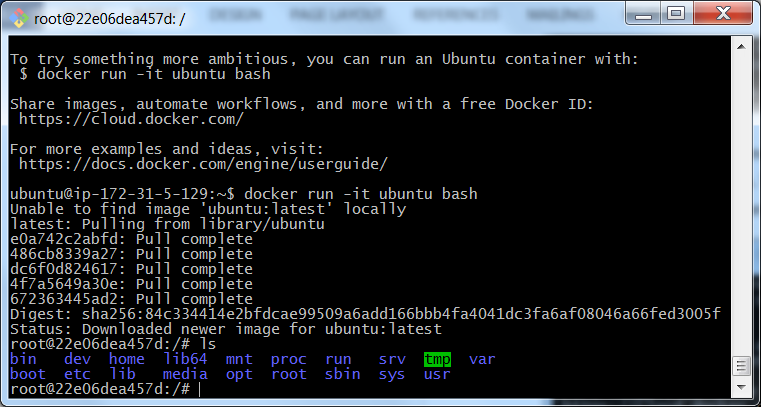 root@22e06dea457d: /
To try something more ambitious, you can run an Ubuntu container with:
 $ docker run -it ubuntu bash
Share images, automate workflows, and more with a free Docker ID:
 https://cloud.docker.com/
For more examples and ideas, visit:
 https://docs.docker.com/engine/userguide/
ubuntu@ip-172-31-5-129:~$ docker run -it ubuntu bash
Unable to find image 'ubuntu:latest' locally
latest: Pulling from library/ubuntu
e0a742c2abfd: Pull complete
486cb8339a27: Pull complete
dc6f0d824617: Pull complete
4f7a5649a30e: Pull complete
672363445ad2: Pull complete
Digest: sha256:84c334414e2bfdcae99509a6add166bbb4fa4041dc3fa6af08046a66fed3005f
Status: Downloaded newer image for ubuntu:latest
root@22e06dea457d:/# ls
bin dev home lib64 mnt proc run srv tmp var
boot etc lib media opt root sbin sys usr
root@22e06dea457d:/#